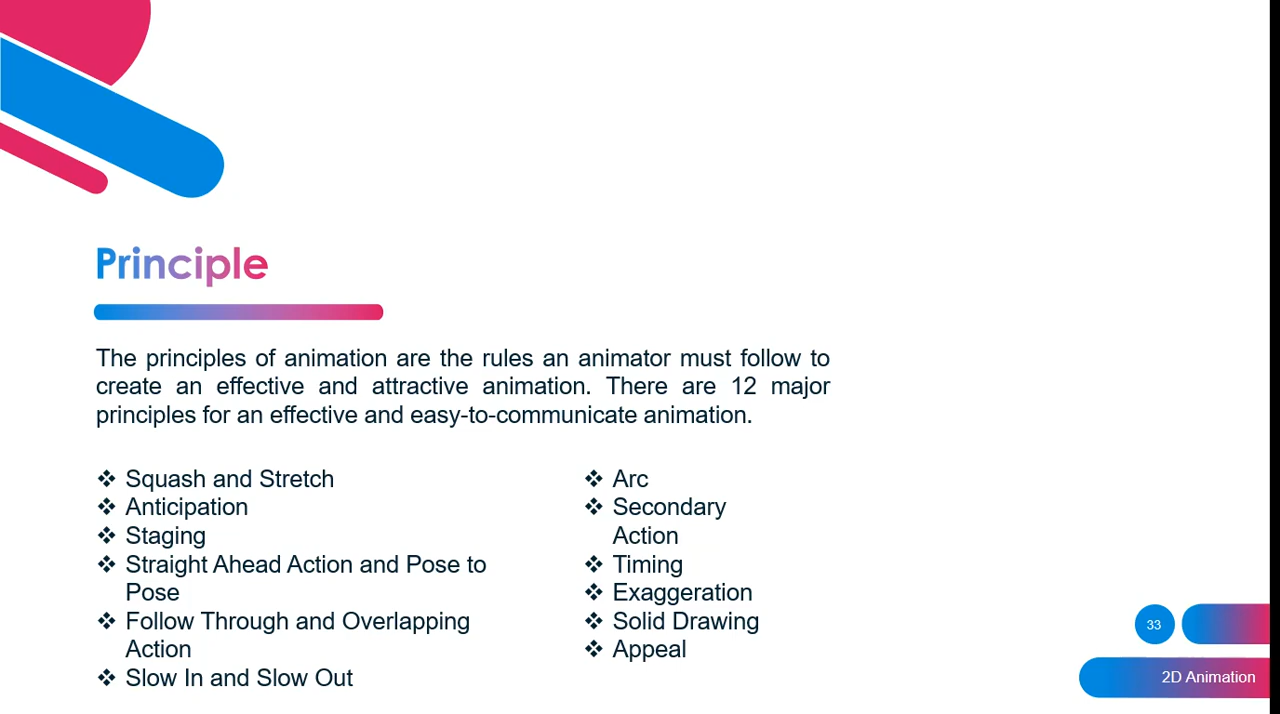 Principle
The principles of animation are the rules an animator must follow to
create an effective and attractive animation. There are 12 major
principles for an effective and easy-to-communicate animation.
❖ Squash and Stretch
❖ Anticipation
❖ Staging
❖ Straight Ahead Action and Pose to
Pose
❖ Follow Through and Overlapping
Action
❖ Slow In and Slow Out
❖ Arc
❖ Secondary
Action
❖ Timing
❖ Exaggeration
❖ Solid Drawing
❖ Appeal
33
2D Animation